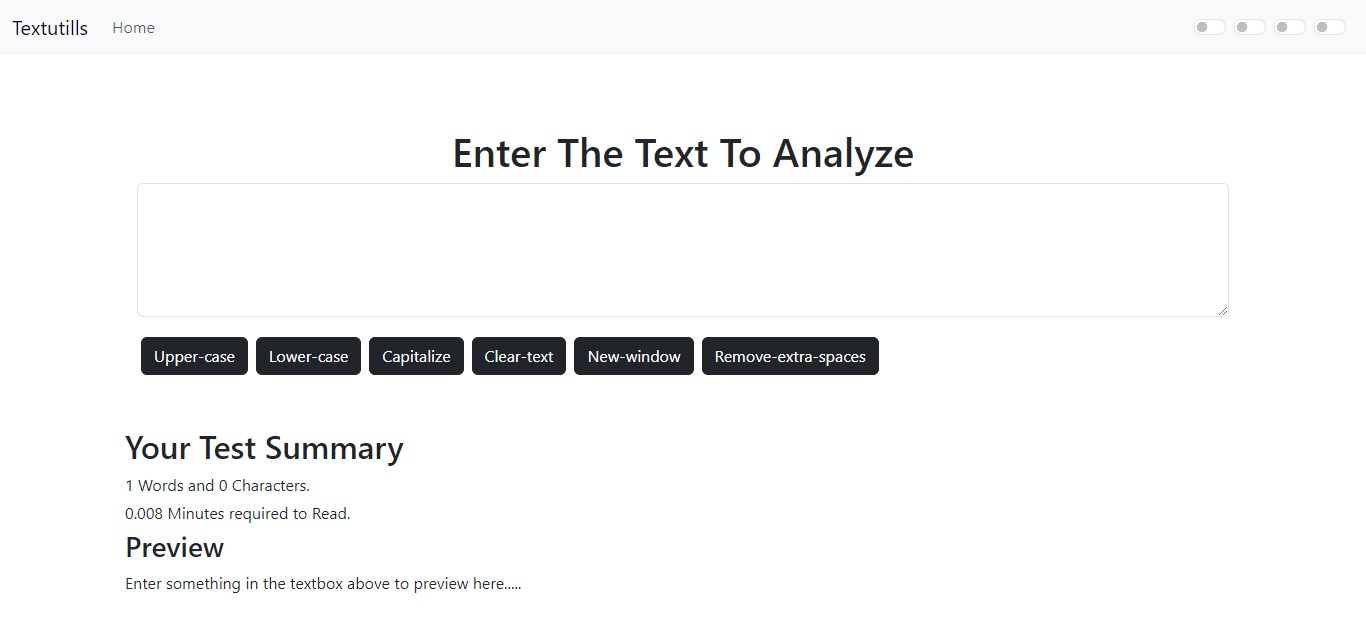 Textutills Home
Enter The Text To Analyze
Upper-case Lower-case Capitalize Clear-text New-window Remove-extra-spaces
Your Test Summary
1 Words and 0 Characters.
0.008 Minutes required to Read.
Preview
Enter something in the textbox above to preview here.....